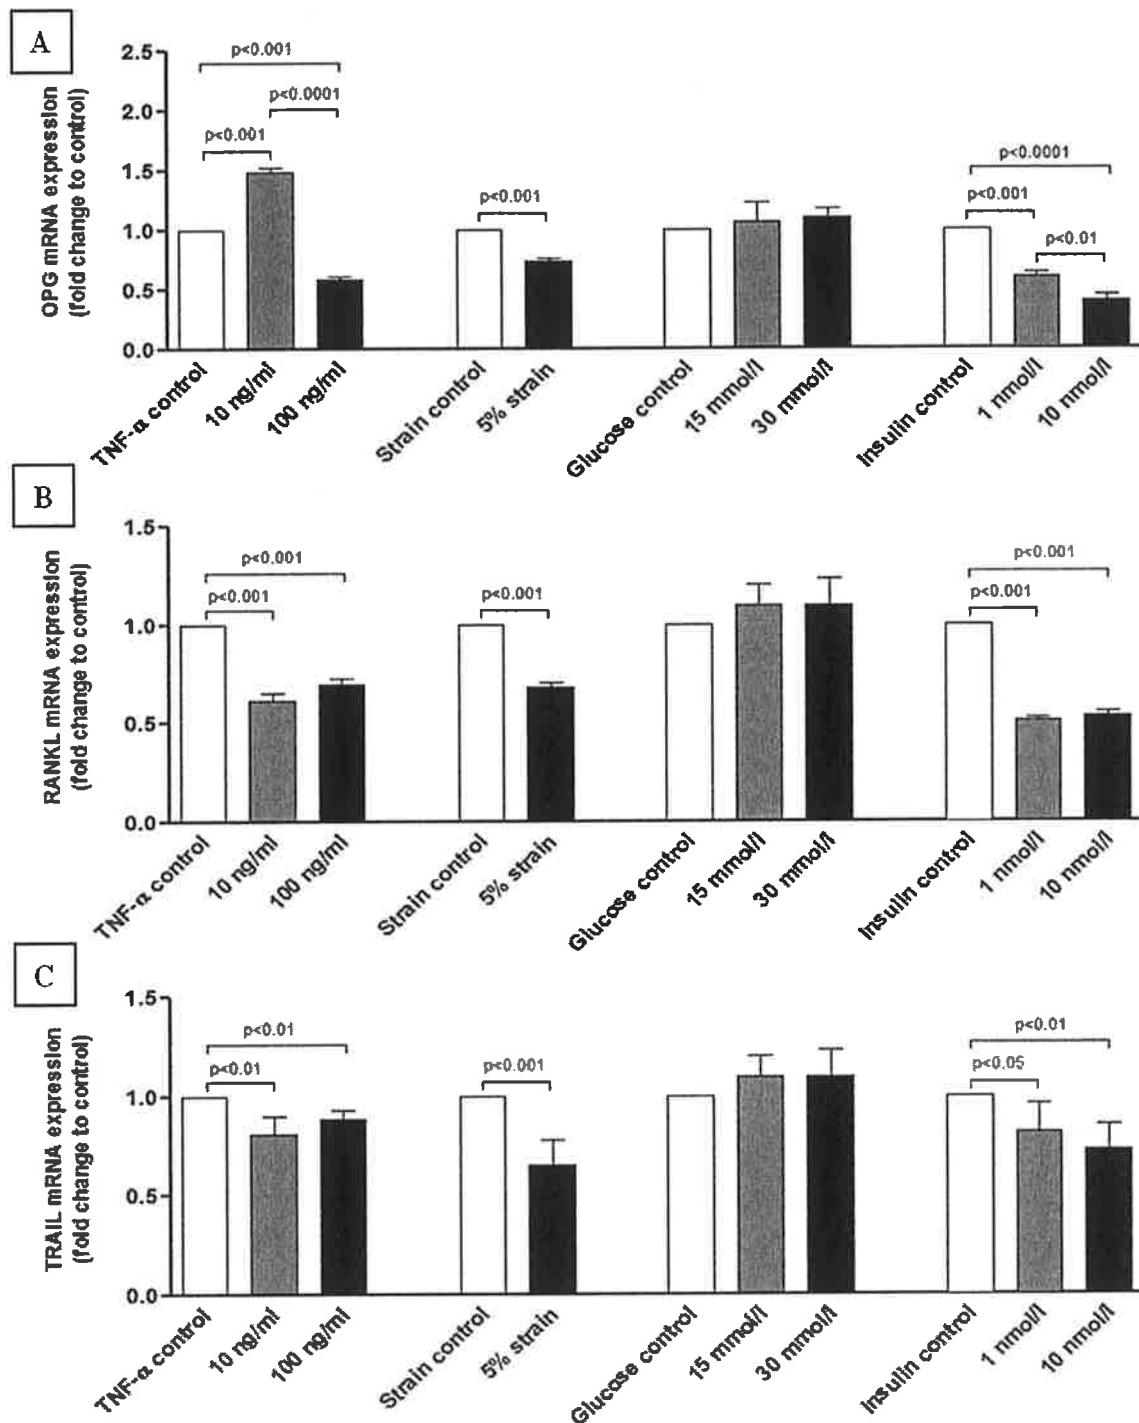 A
OPG mRNA expression
(fold change to control)
2.5
2.0
1.5
1.0
0.5
0.0
p<0.001
p<0.0001
p<0.001
p<0.001
p<0.0001
p<0.001
p<0.01
TNF-α control
10 ng/ml
100 ng/ml
Strain control
5% strain
Glucose control
15 mmol/l
30 mmol/l
Insulin control
1 nmol/l
10 nmol/l
B
RANKL mRNA expression
(fold change to control)
1.5
1.0
0.5
0.0
p<0.001
p<0.001
p<0.001
p<0.001
p<0.001
TNF-α control
10 ng/ml
100 ng/ml
Strain control
5% strain
Glucose control
15 mmol/l
30 mmol/l
Insulin control
1 nmol/l
10 nmol/l
C
TRAIL mRNA expression
(fold change to control)
1.5
1.0
0.5
0.0
p<0.01
p<0.01
p<0.001
p<0.01
p<0.05
TNF-α control
10 ng/ml
100 ng/ml
Strain control
5% strain
Glucose control
15 mmol/l
30 mmol/l
Insulin control
1 nmol/l
10 nmol/l